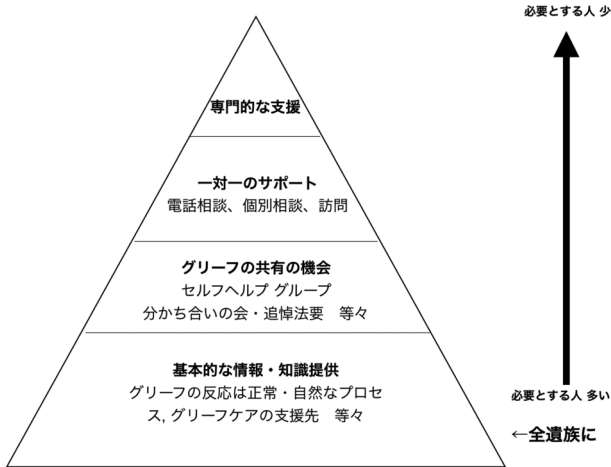 必要とする人 少
専門的な支援
一対一のサポート
電話相談、個別相談、訪問
グリーフの共有の機会
セルフヘルプ グループ
分かち合いの会・追悼法要　等々
基本的な情報・知識提供
グリーフの反応は正常・自然なプロセ
ス, グリーフケアの支援先　等々
必要とする人 多い
←全遺族に